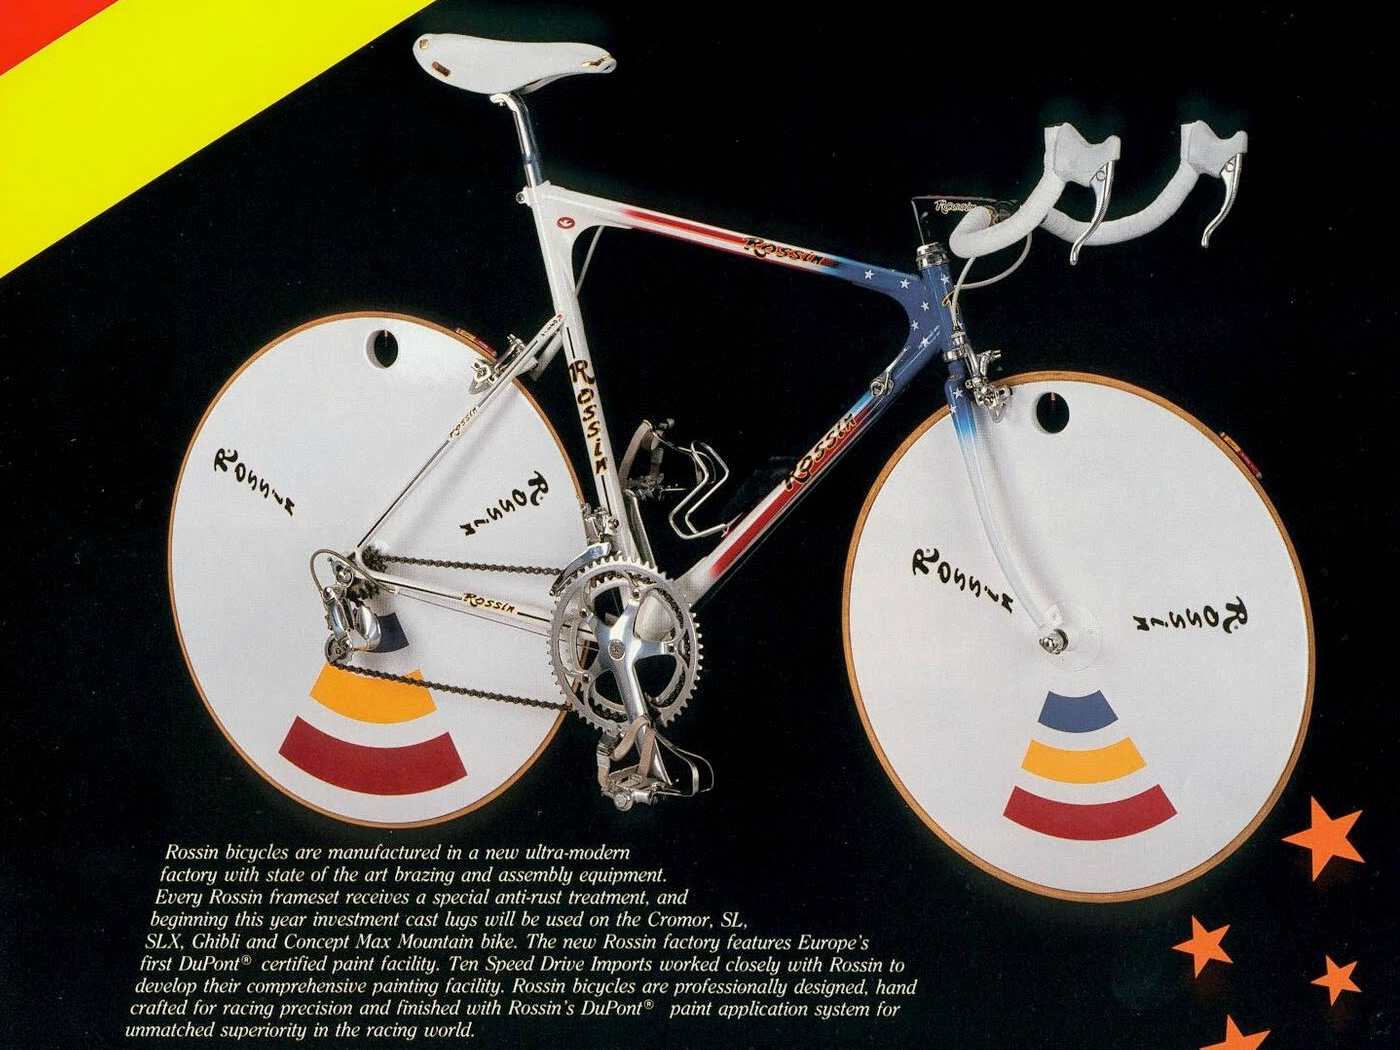 Rossin
Rossin
Rossin
Rossin
Rossin
Rossin
Rossin
Rossin
Rossin
Rossin
Rossin bicycles are manufactured in a new ultra-modern
factory with state of the art brazing and assembly equipment.
Every Rossin frameset receives a special anti-rust treatment, and
beginning this year investment cast lugs will be used on the Cromor, SL,
SLX, Ghibli and Concept Max Mountain bike. The new Rossin factory features Europe's
first DuPont® certified paint facility. Ten Speed Drive Imports worked closely with Rossin to
develop their comprehensive painting facility. Rossin bicycles are professionally designed, hand
crafted for racing precision and finished with Rossin's DuPont® paint application system for
unmatched superiority in the racing world.